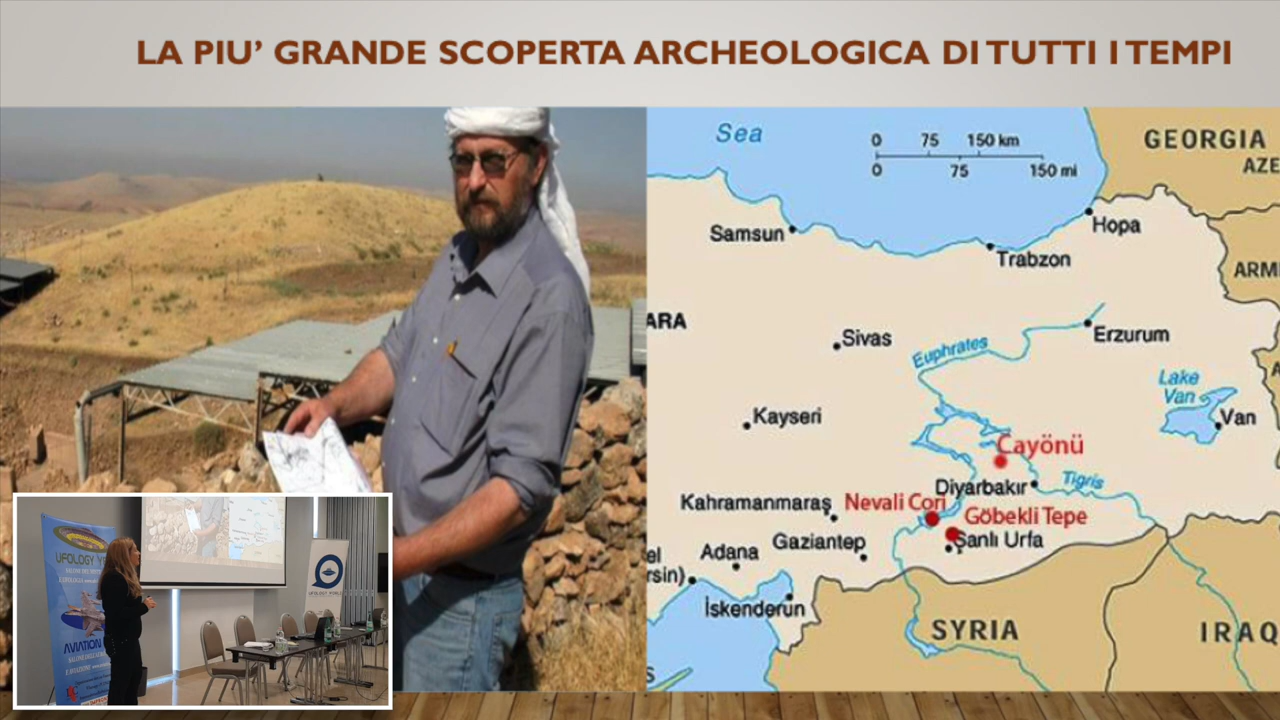 LA PIU’ GRANDE SCOPERTA ARCHEOLOGICA DI TUTTI I TEMPI
Sea
0 75 150 km
0 75 150 mi
GEORGIA
AZE
Hopa
Samsun
Trabzon
ARM
ARA
Sivas
Euphrates
Erzurum
Lake
Van
Van
Kayseri
Cayönü
Diyarbakır
Tigris
Kahramanmaraş
Nevali Cori
Göbekli Tepe
Şanlı Urfa
Gaziantep
Adana
el
rsin)
İskenderun
SYRIA
IRAQ
S
UFOLOGY
AVIATION